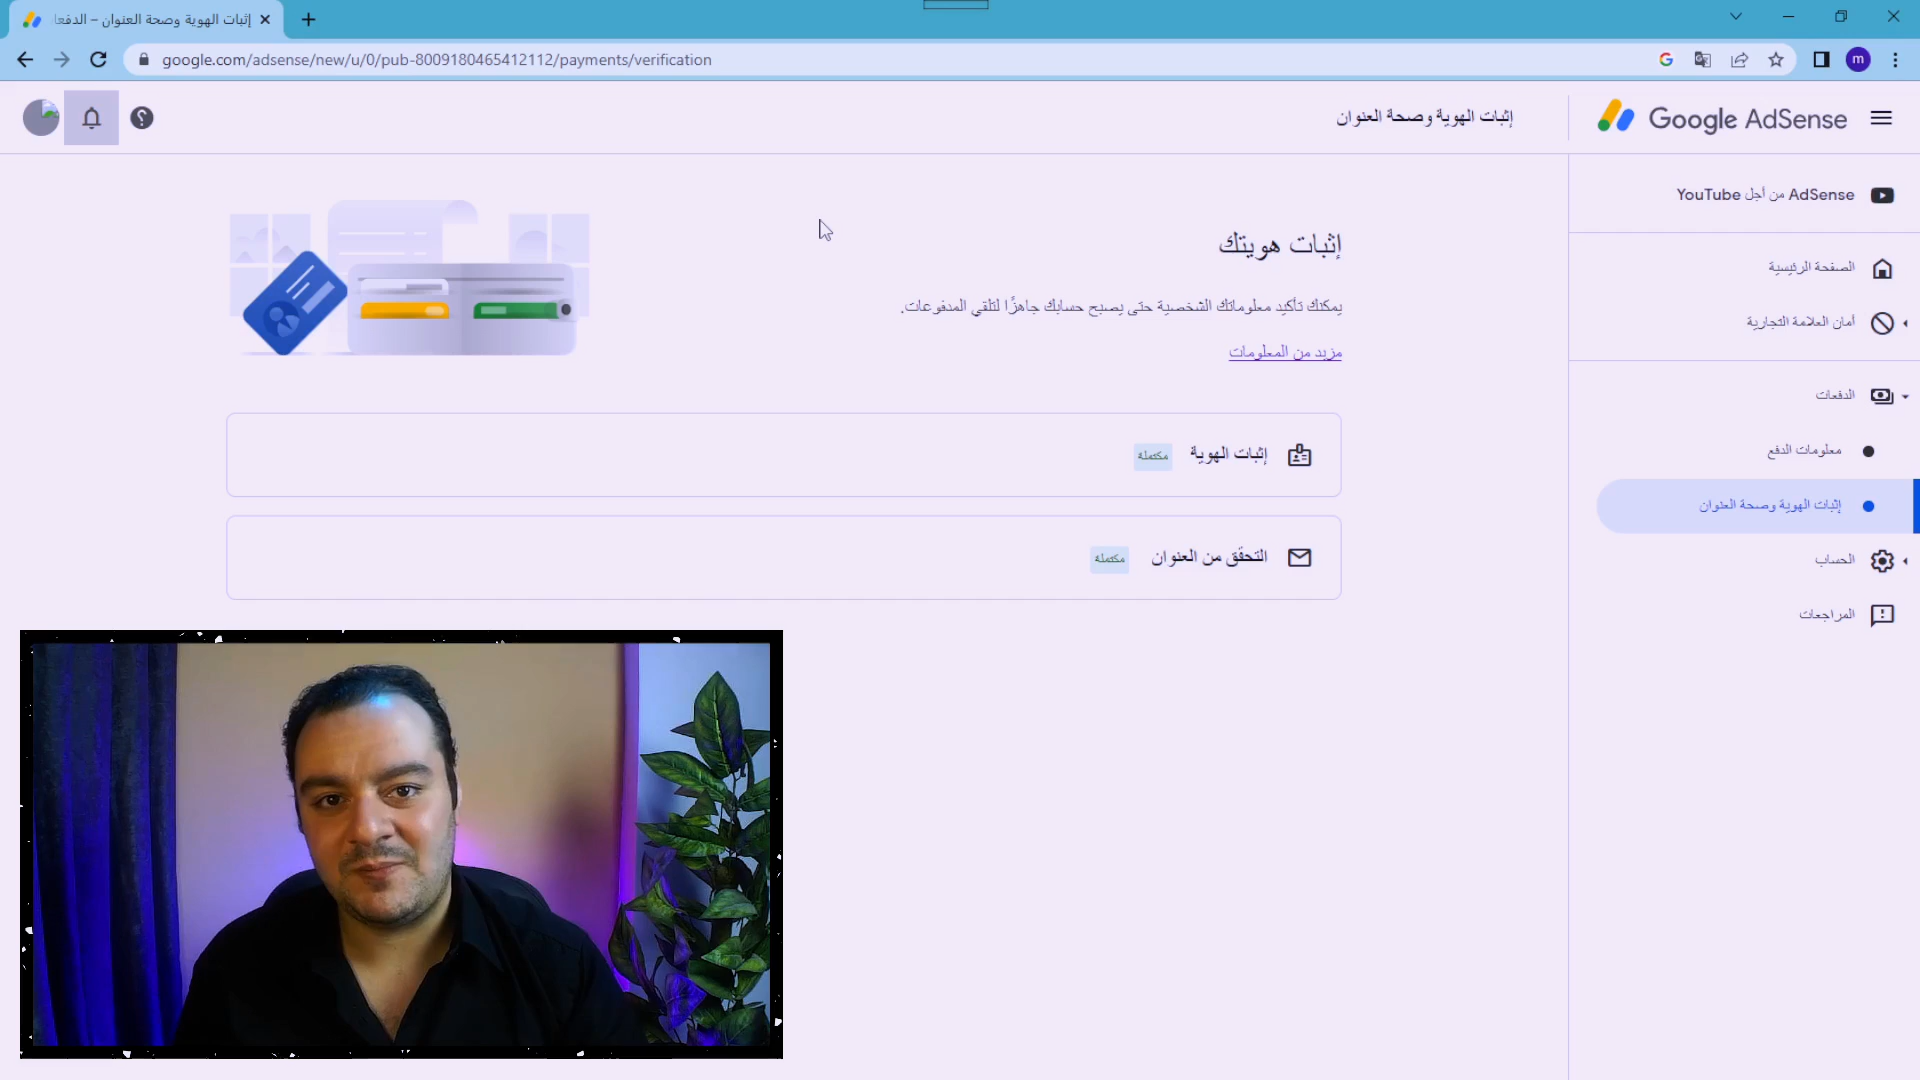 إثبات الهوية وصحة العنوان – الدفعا
google.com/adsense/new/u/0/pub-8009180465412112/payments/verification
m
Google AdSense
إثبات الهوية وصحة العنوان
AdSense من أجل YouTube
الصفحة الرئيسية
أمان العلامة التجارية
الدفعات
معلومات الدفع
إثبات الهوية وصحة العنوان
الحساب
المراجعات
إثبات هويتك
يمكنك تأكيد معلوماتك الشخصية حتى يصبح حسابك جاهزًا لتلقي المدفوعات.
مزيد من المعلومات
إثبات الهوية مكتملة
التحقّق من العنوان مكتملة